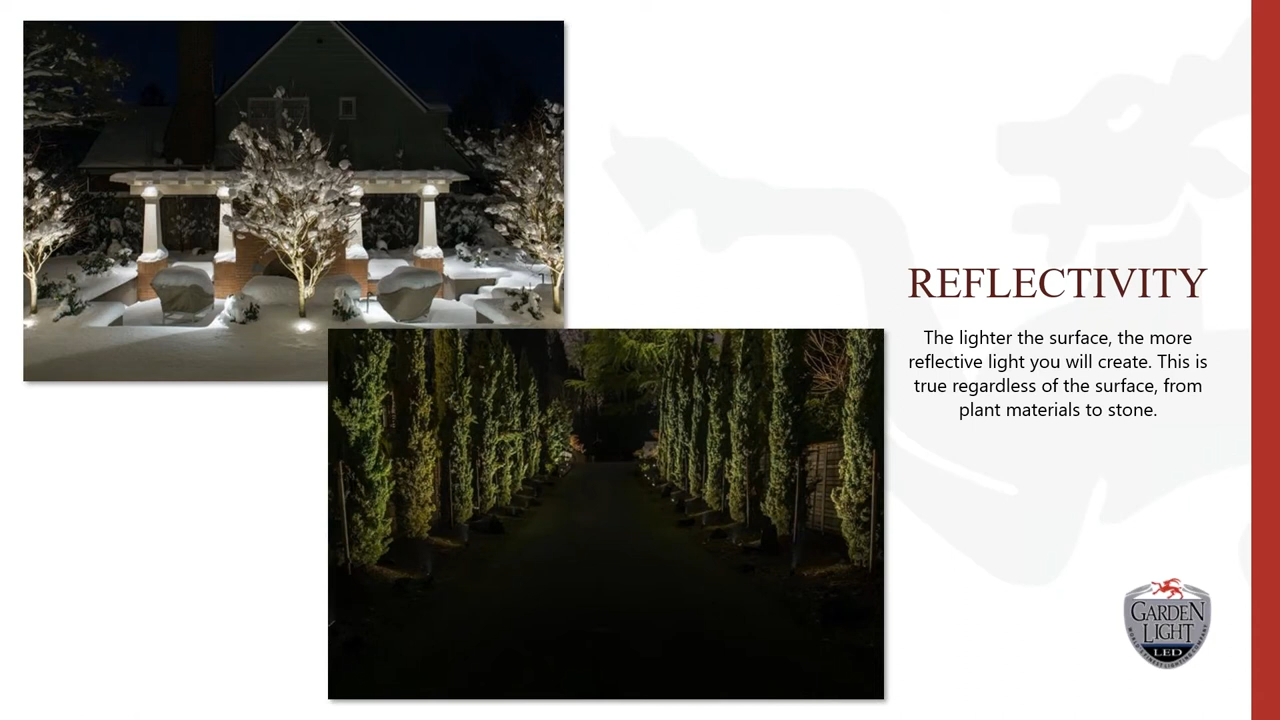 REFLECTIVITY
The lighter the surface, the more
reflective light you will create. This is
true regardless of the surface, from
plant materials to stone.
GARDEN
LIGHT
LED